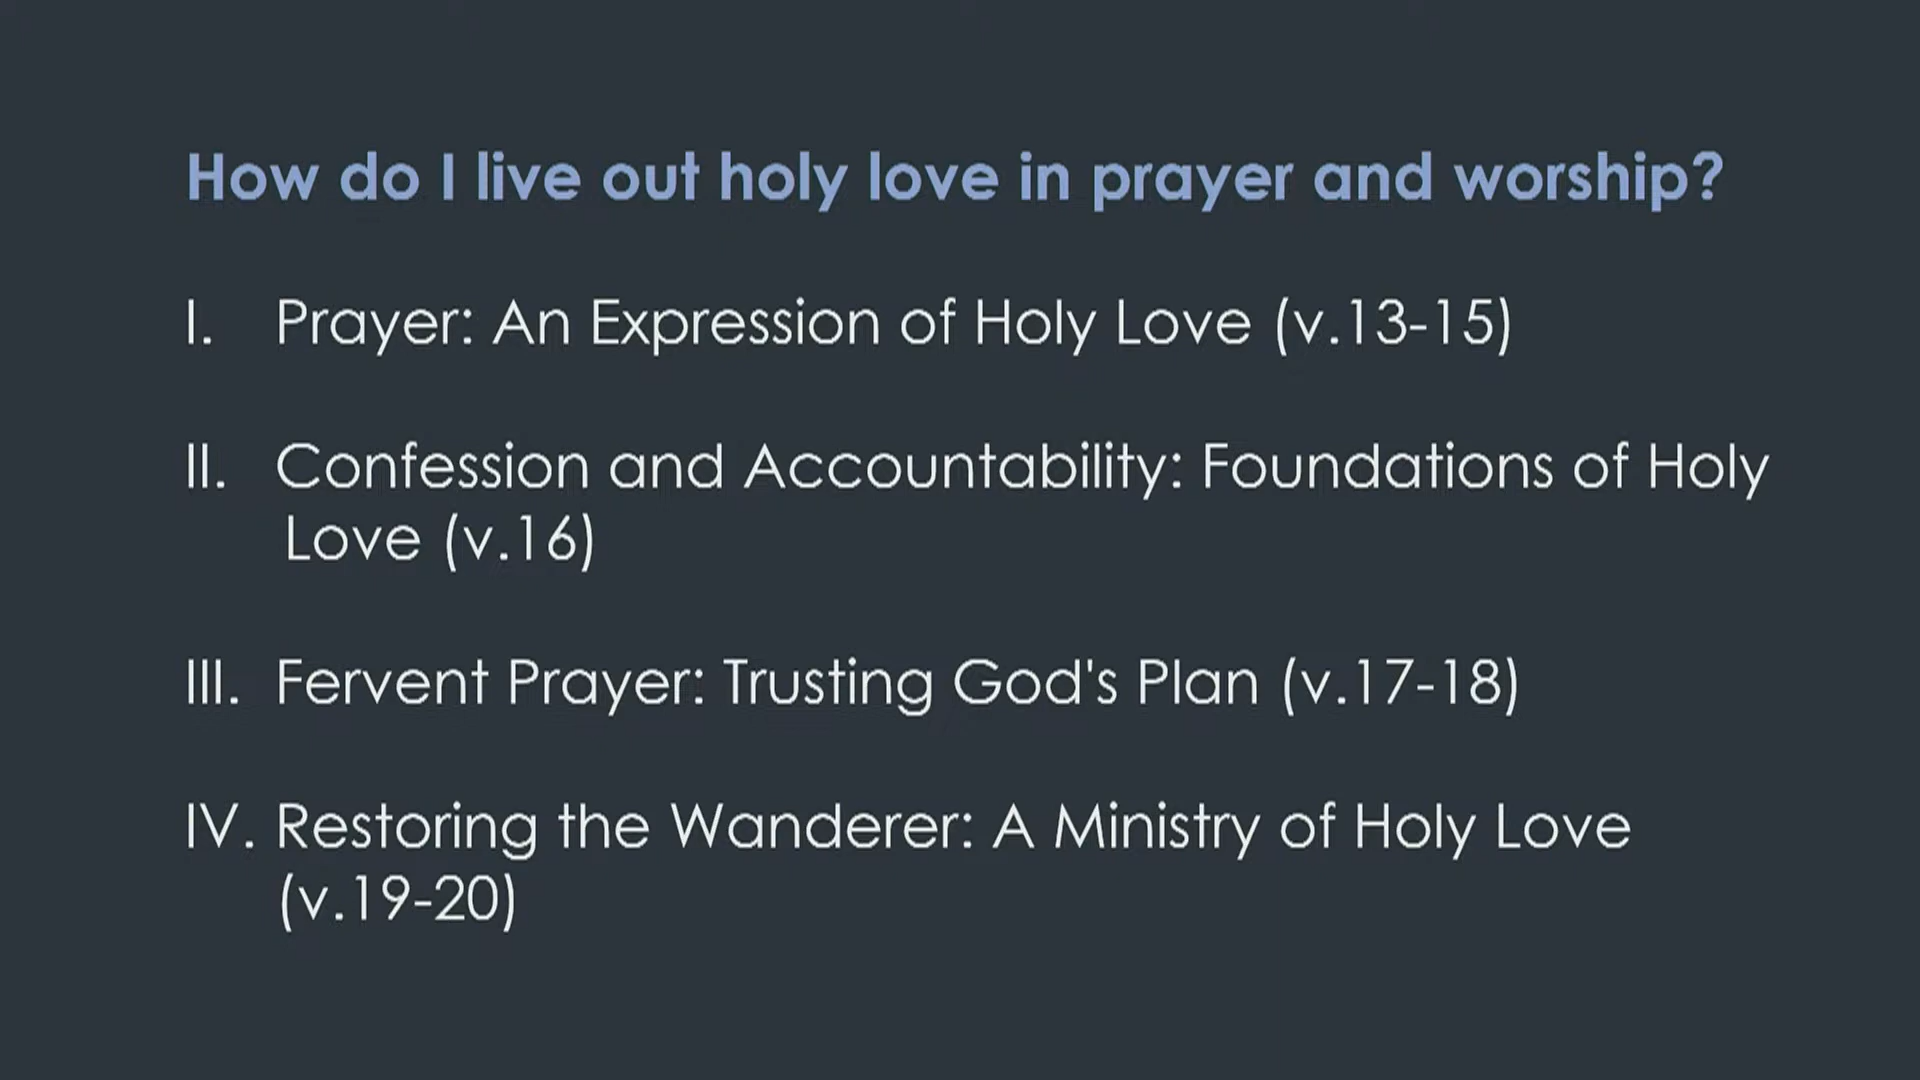 How do I live out holy love in prayer and worship?
I. Prayer: An Expression of Holy Love (v.13-15)
II. Confession and Accountability: Foundations of Holy
Love (v.16)
III. Fervent Prayer: Trusting God's Plan (v.17-18)
IV. Restoring the Wanderer: A Ministry of Holy Love
(v.19-20)